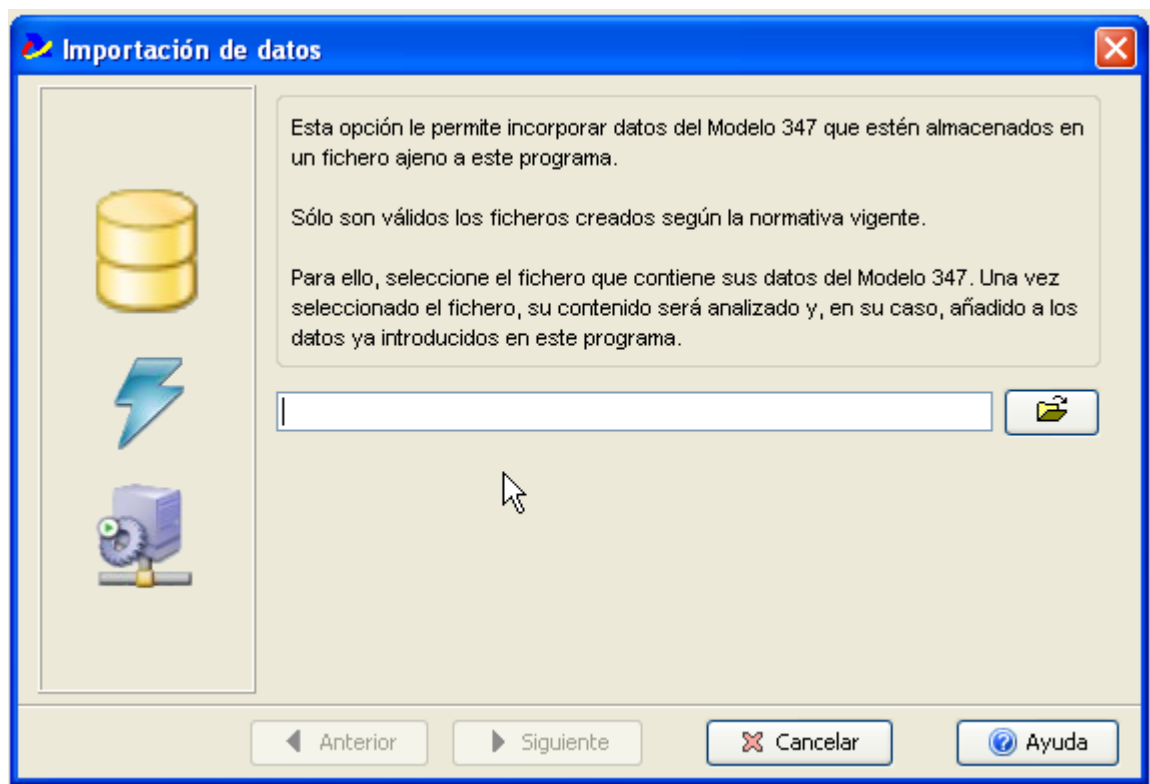 Importación de datos
Esta opción le permite incorporar datos del Modelo 347 que estén almacenados en
un fichero ajeno a este programa.
Sólo son válidos los ficheros creados según la normativa vigente.
Para ello, seleccione el fichero que contiene sus datos del Modelo 347. Una vez
seleccionado el fichero, su contenido será analizado y, en su caso, añadido a los
datos ya introducidos en este programa.
Anterior
Siguiente
Cancelar
Ayuda